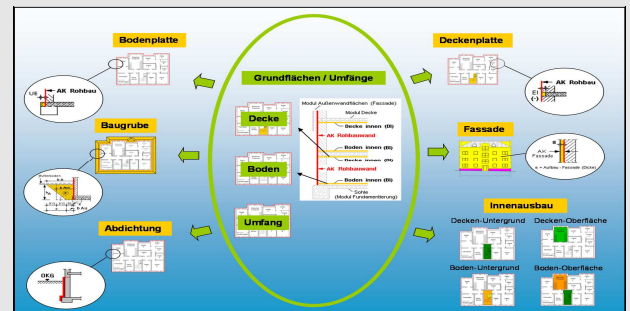 Bodenplatte
UE
AK Rohbau
Baugrube
Abdichtung
OKG
Grundflächen / Umfänge
Decke
Boden
Umfang
Modul Außenwandflächen (Fassade)
Modul Decke
Decke innen (BI)
AK Rohbauwand
Boden innen (BI)
Decke innen (BI)
AK Rohbauwand
Boden innen (BI)
Sohle
(Modul Fundamentierung)
Deckenplatte
AK Rohbau
EI
(-)
Fassade
B
AK
Fassade
B = Aufbau - Fassade (Dicke)
Innenausbau
Decken-Untergrund
Decken-Oberfläche
Boden-Untergrund
Boden-Oberfläche